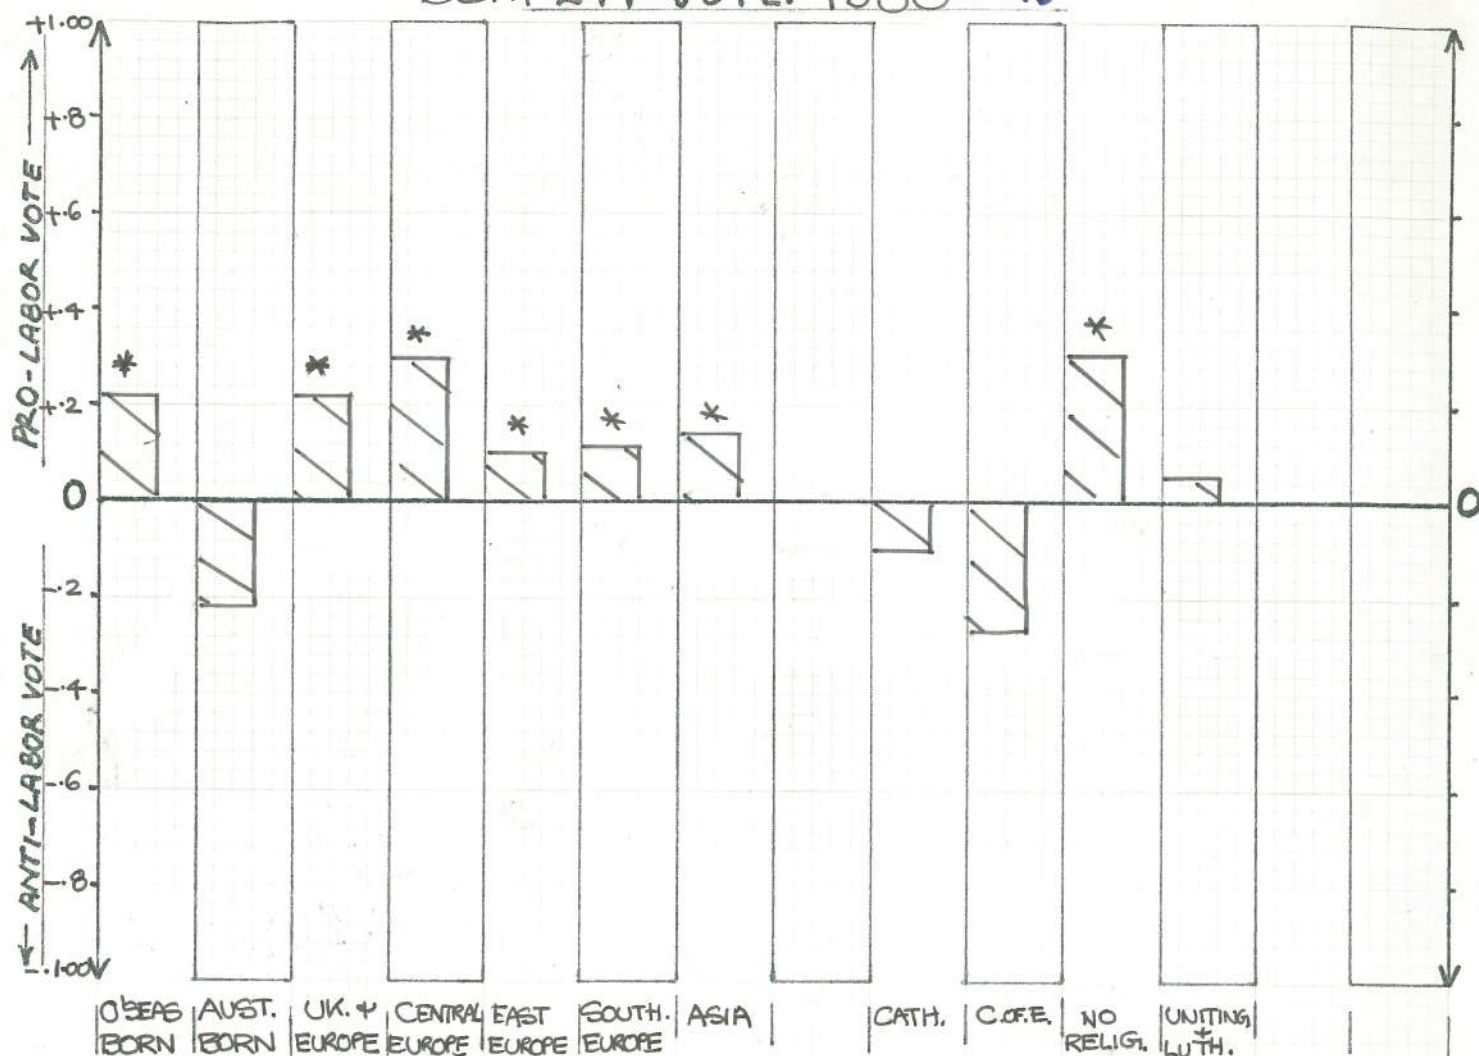 VOTE. 1980
+1.00
+.8
+.6
+.4
+.2
0
-.2
-.4
-.6
-.8
-.1.00
PRO-LABOR VOTE
ANTI-LABOR VOTE
0
O'SEAS BORN
AUST. BORN
UK. + EUROPE
CENTRAL EUROPE
EAST EUROPE
SOUTH. EUROPE
ASIA
CATH.
C.OF.E.
NO RELIG.
UNITING + LUTH.